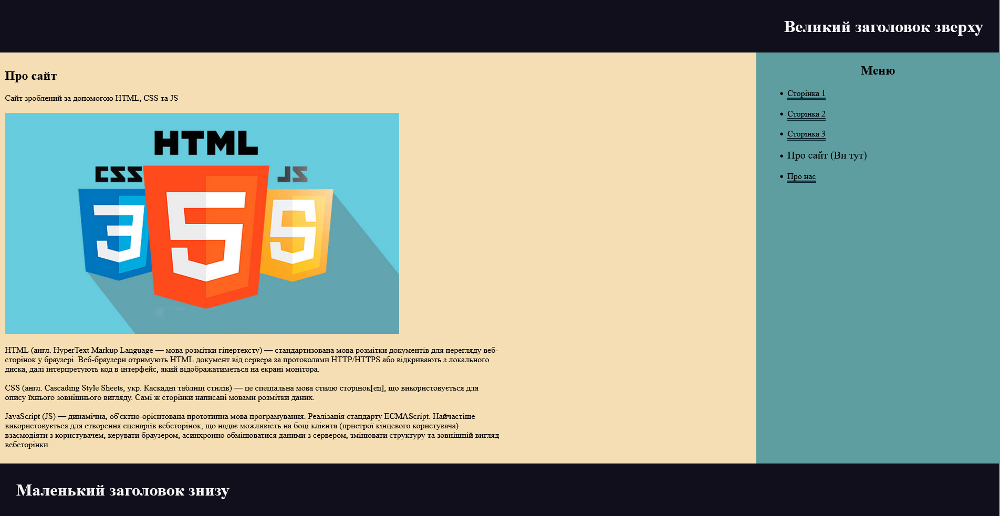 Великий заголовок зверху
Про сайт
Сайт зроблений за допомогою HTML, CSS та JS
HTML
CSS
JS
3
5
5
HTML (англ. HyperText Markup Language — мова розмітки гіпертексту) — стандартизована мова розмітки документів для перегляду веб-
сторінок у браузері. Веб-браузери отримують HTML документ від сервера за протоколами HTTP/HTTPS або відкривають з локального
диска, далі інтерпретують код в інтерфейс, який відображатиметься на екрані монітора.
CSS (англ. Cascading Style Sheets, укр. Каскадні таблиці стилів) — це спеціальна мова стилю сторінок[en], що використовується для
опису їхнього зовнішнього вигляду. Самі ж сторінки написані мовами розмітки даних.
JavaScript (JS) — динамічна, об'єктно-орієнтована прототипна мова програмування. Реалізація стандарту ECMAScript. Найчастіше
використовується для створення сценаріїв вебсторінок, що надає можливість на боці клієнта (пристрої кінцевого користувача)
взаємодіяти з користувачем, керувати браузером, асинхронно обмінюватися даними з сервером, змінювати структуру та зовнішній вигляд
вебсторінки.
Меню
Сторінка 1
Сторінка 2
Сторінка 3
Про сайт (Ви тут)
Про нас
Маленький заголовок знизу